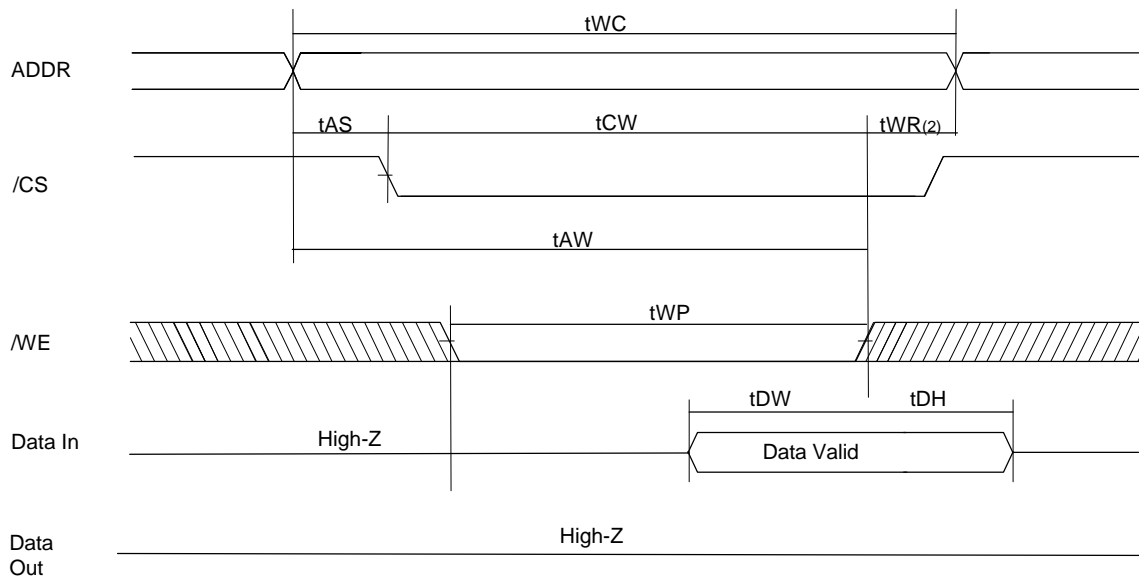 tWC
ADDR
tAS
tCW
tWR(2)
/CS
tAW
tWP
/WE
tDW
tDH
Data In
High-Z
Data Valid
High-Z
Data
Out